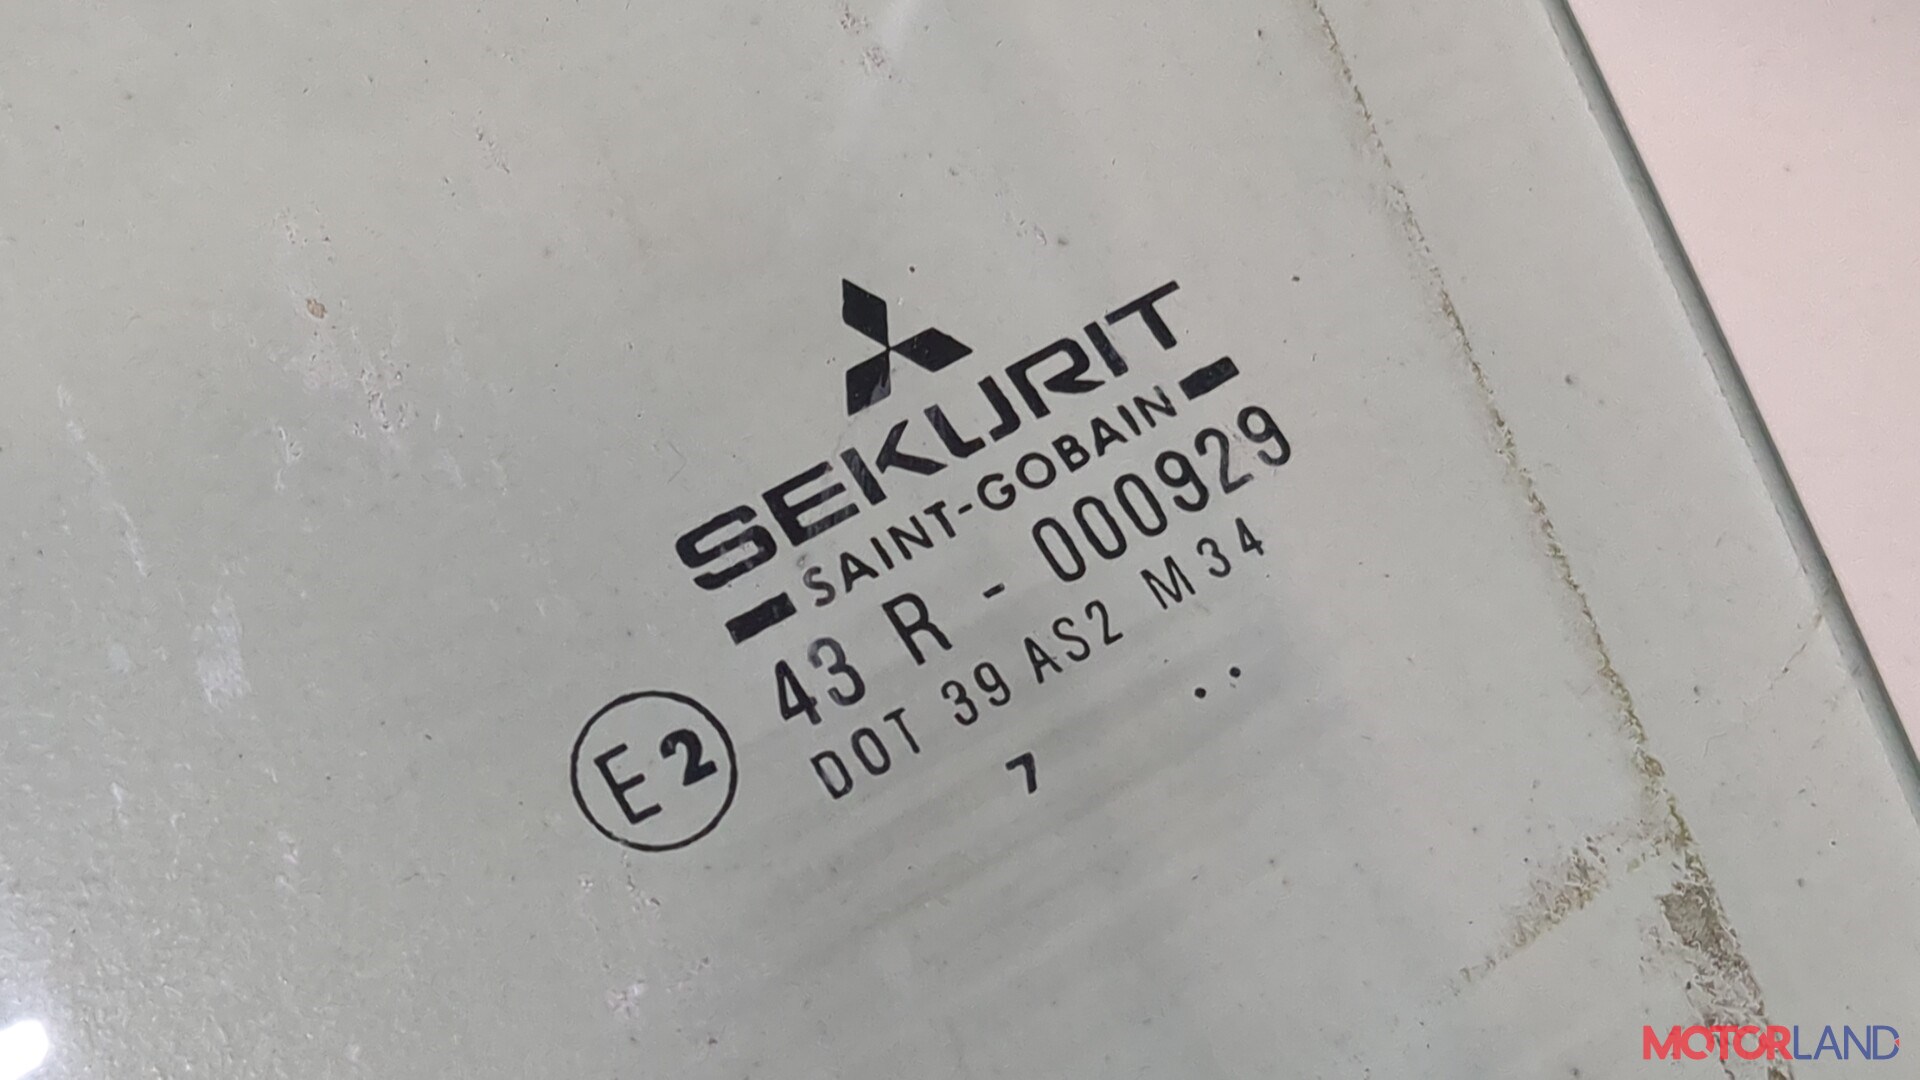 SEKURIT
SAINT-GOBAIN
43 R - 000929
E2
DOT 39 AS2 M34
7 ..
MOTORLAND